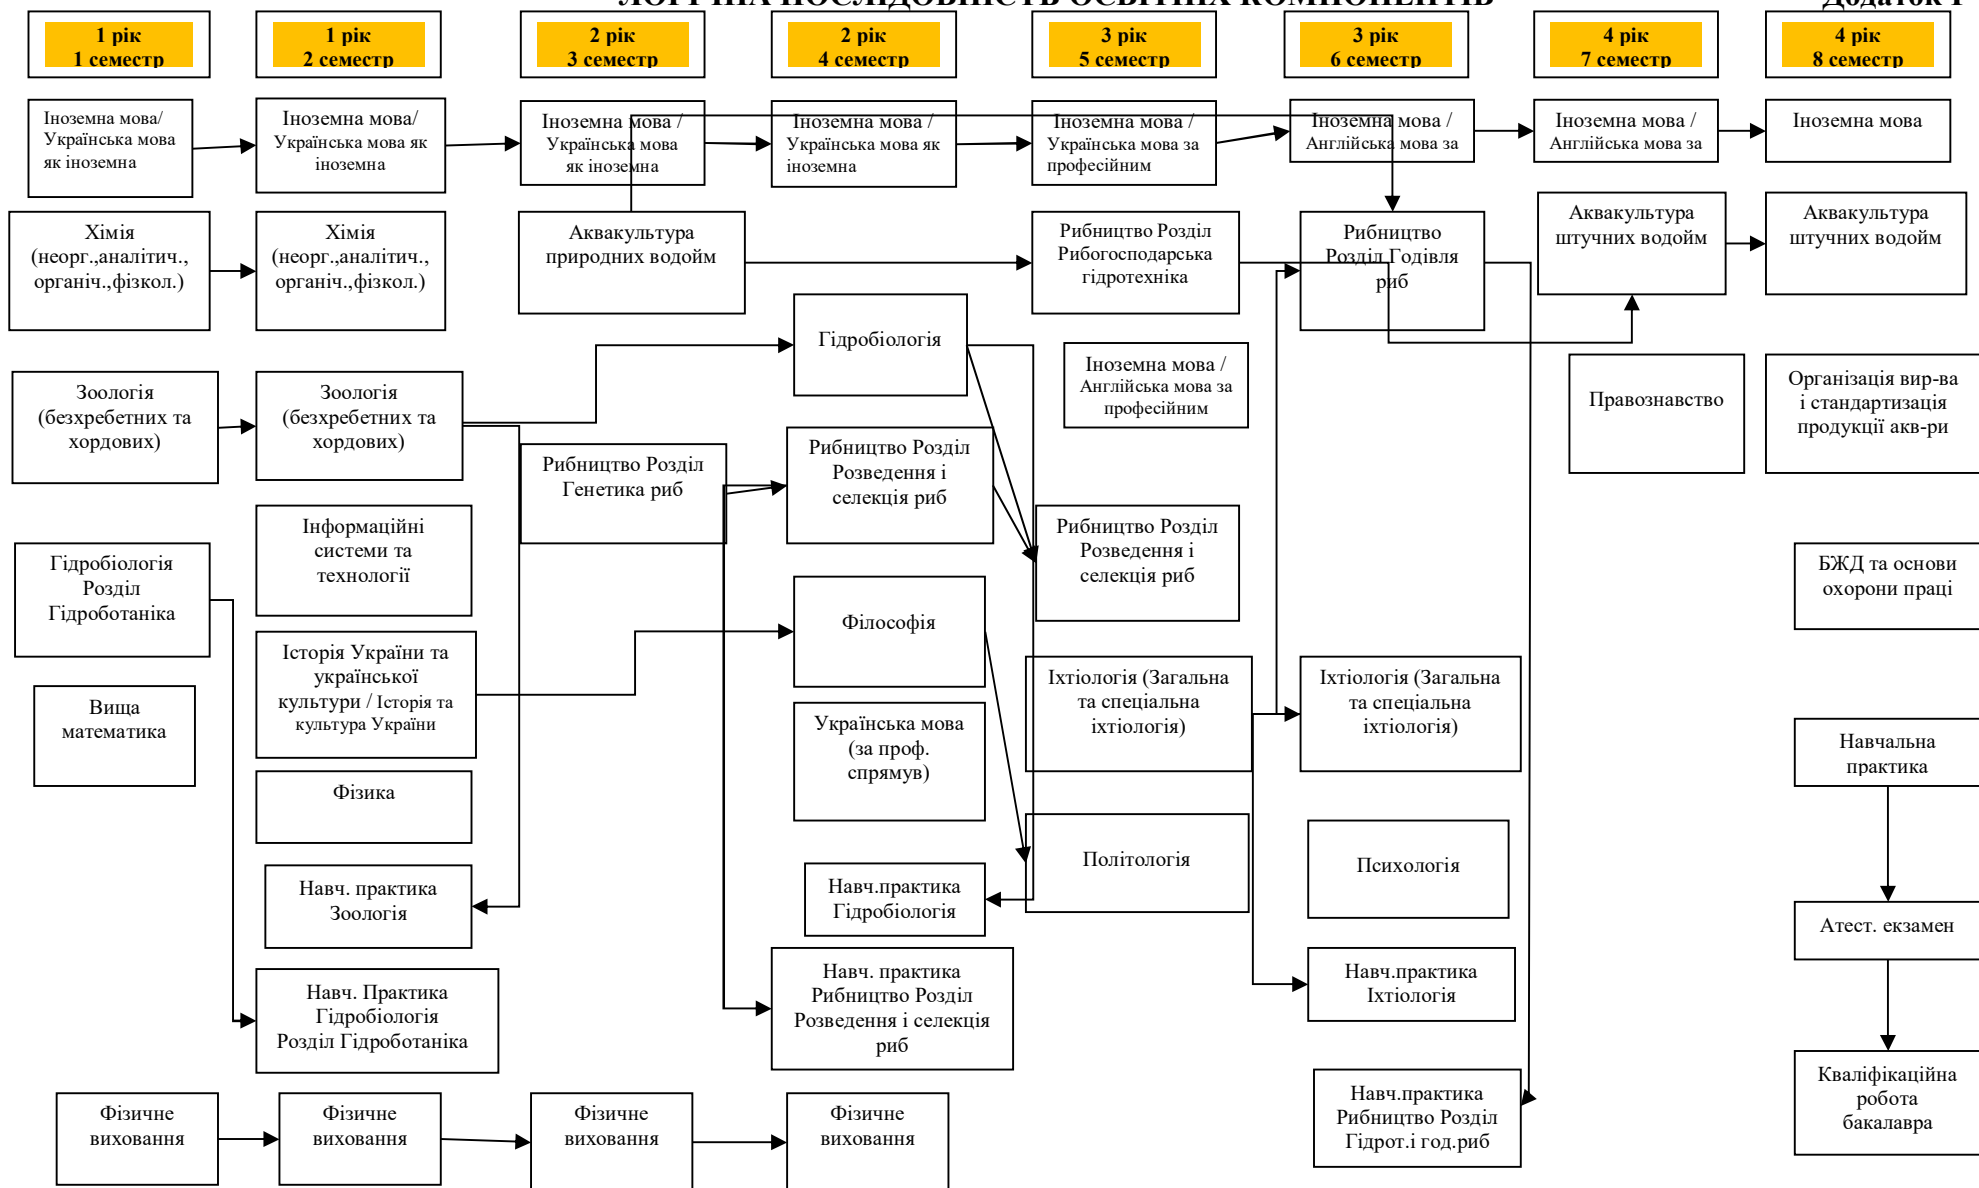 ЛОГІЧНА ПОСЛІДОВНІСТЬ ОСВІТНІХ КОМПОНЕНТІВ
Додаток 1
1 рік
1 семестр
1 рік
2 семестр
2 рік
3 семестр
2 рік
4 семестр
3 рік
5 семестр
3 рік
6 семестр
4 рік
7 семестр
4 рік
8 семестр
Іноземна мова/
Українська мова
як іноземна
Іноземна мова/
Українська мова як
іноземна
Іноземна мова /
Українська мова
як іноземна
Іноземна мова /
Українська мова як
іноземна
Іноземна мова /
Українська мова за
професійним
Іноземна мова /
Англійська мова за
Іноземна мова /
Англійська мова за
Іноземна мова
Хімія
(неорг.,аналітич.,
органіч.,фізкол.)
Хімія
(неорг.,аналітич.,
органіч.,фізкол.)
Аквакультура
природних водойм
Рибництво Розділ
Рибогосподарська
гідротехніка
Рибництво
Розділ Годівля
риб
Аквакультура
штучних водойм
Аквакультура
штучних водойм
Гідробіологія
Іноземна мова /
Англійська мова за
професійним
Зоологія
(безхребетних та
хордових)
Зоологія
(безхребетних та
хордових)
Правознавство
Організація вир-ва
і стандартизація
продукції акв-ри
Рибництво Розділ
Генетика риб
Рибництво Розділ
Розведення і
селекція риб
Інформаційні
системи та
технології
Рибництво Розділ
Розведення і
селекція риб
Гідробіологія
Розділ
Гідроботаніка
БЖД та основи
охорони праці
Філософія
Історія України та
української
культури / Історія та
культура України
Іхтіологія (Загальна
та спеціальна
іхтіологія)
Іхтіологія (Загальна
та спеціальна
іхтіологія)
Вища
математика
Українська мова
(за проф.
спрямув)
Навчальна
практика
Фізика
Політологія
Психологія
Навч. практика
Зоологія
Навч.практика
Гідробіологія
Атест. екзамен
Навч. практика
Рибництво Розділ
Розведення і селекція
риб
Навч.практика
Іхтіологія
Навч. Практика
Гідробіологія
Розділ Гідроботаніка
Кваліфікаційна
робота
бакалавра
Навч.практика
Рибництво Розділ
Гідрот.і год.риб
Фізичне
виховання
Фізичне
виховання
Фізичне
виховання
Фізичне
виховання